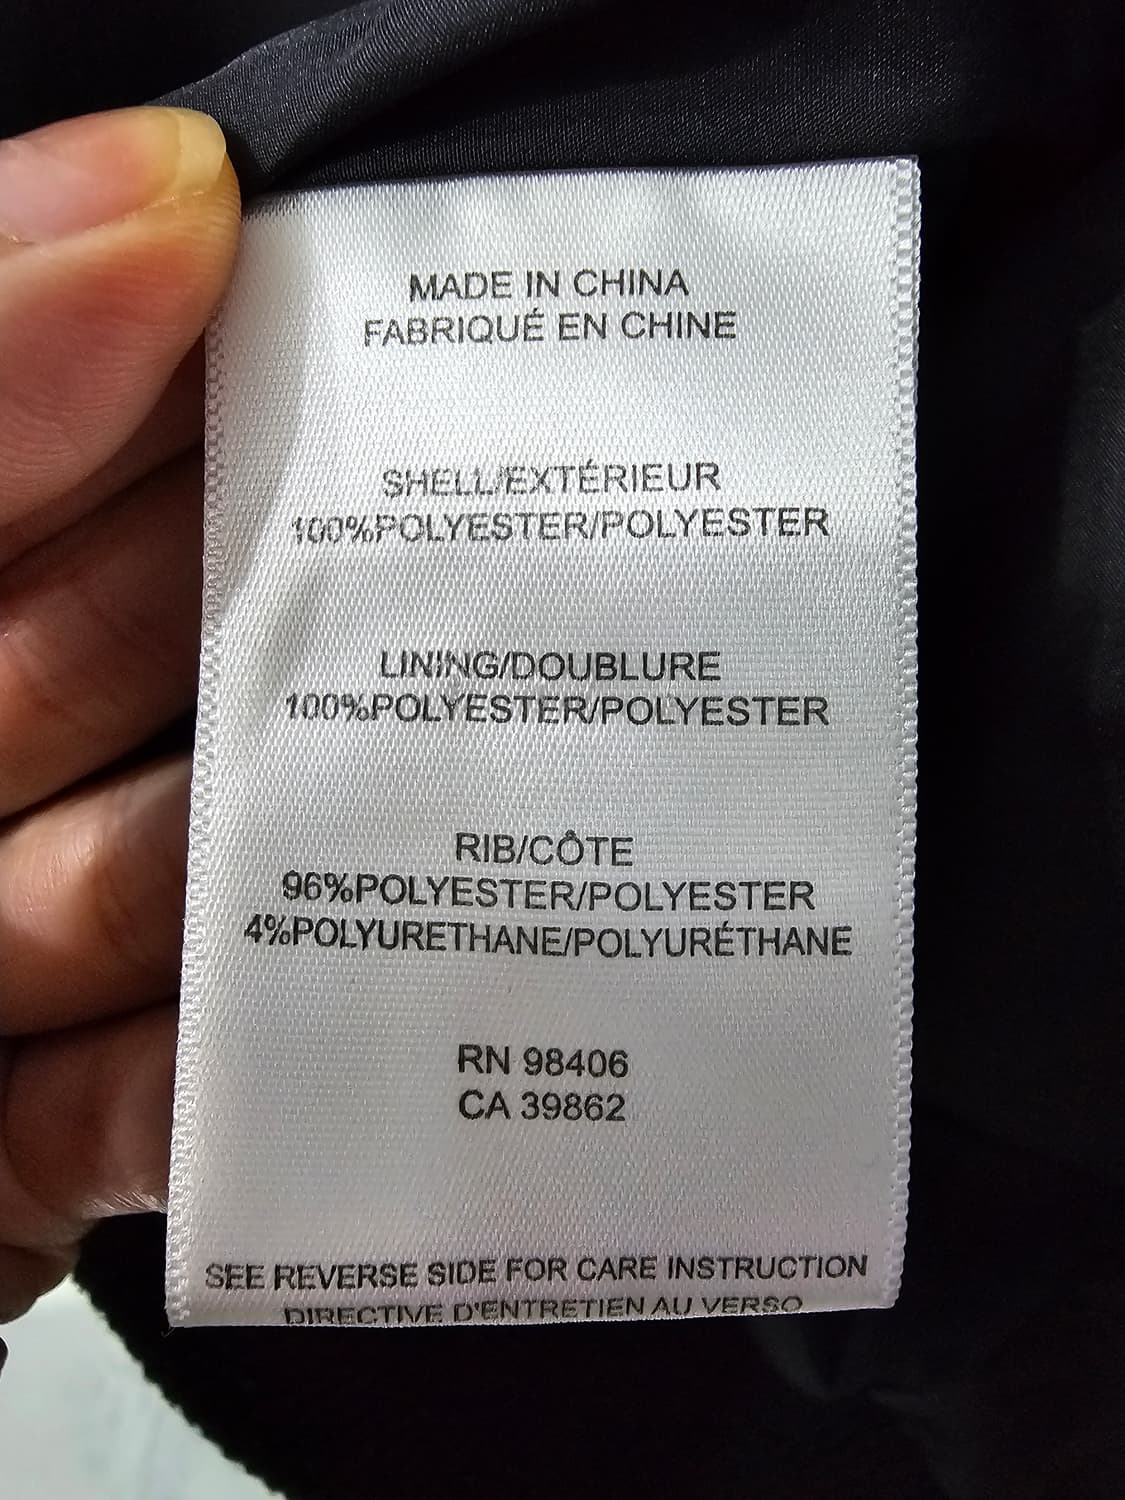 MADE IN CHINA
FABRIQUÉ EN CHINE
SHELL/EXTÉRIEUR
100%POLYESTER/POLYESTER
LINING/DOUBLURE
100%POLYESTER/POLYESTER
RIB/CÔTE
96%POLYESTER/POLYESTER
4%POLYURETHANE/POLYURÉTHANE
RN 98406
CA 39862
SEE REVERSE SIDE FOR CARE INSTRUCTION
DIRECTIVE D'ENTRETIEN AU VERSO